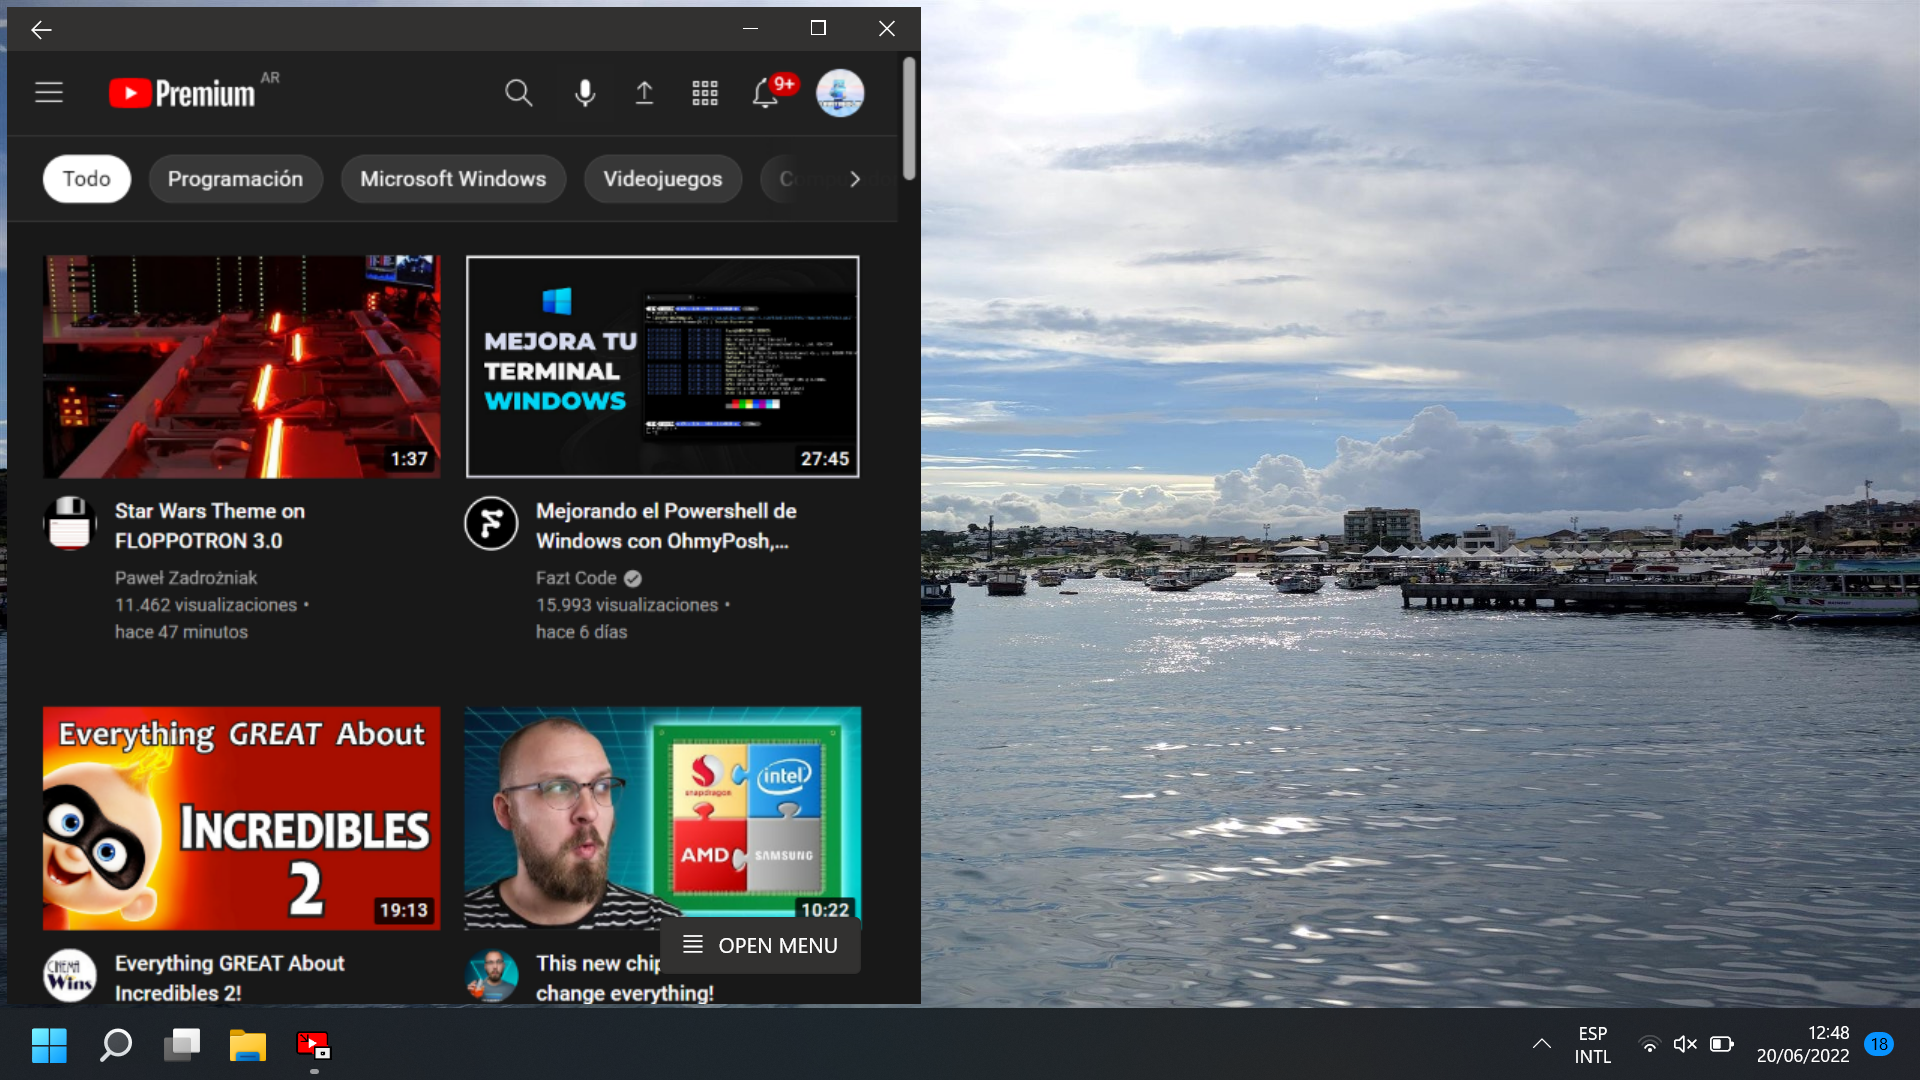 Premium AR
9+
Todo
Programación
Microsoft Windows
Videojuegos
MEJORA TU
TERMINAL
WINDOWS
1:37
27:45
Star Wars Theme on
FLOPPOTRON 3.0
Paweł Zadrożniak
11.462 visualizaciones •
hace 47 minutos
Mejorando el Powershell de
Windows con OhmyPosh,...
Fazt Code
15.993 visualizaciones •
hace 6 días
Everything GREAT About
INCREDIBLES
2
19:13
snapdragon
intel
AMD
SAMSUNG
10:22
CINEMA
Wins
Everything GREAT About
Incredibles 2!
This new chip
change everything!
OPEN MENU
ESP
INTL
12:48
20/06/2022
18